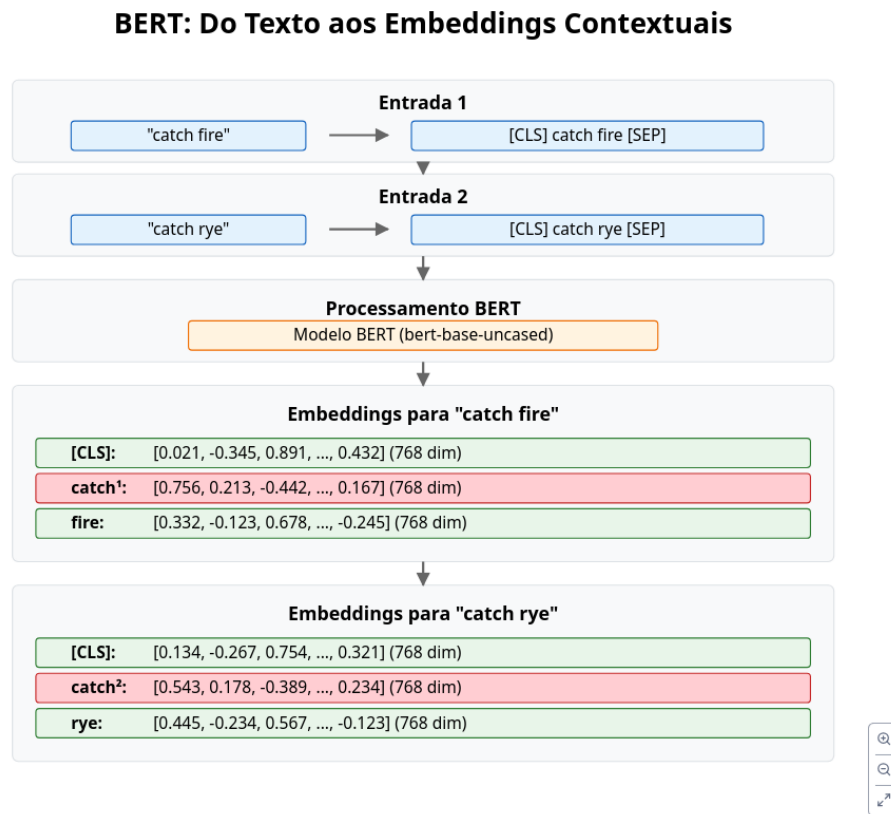 BERT: Do Texto aos Embeddings Contextuais
Entrada 1
"catch fire" [CLS] catch fire [SEP]
Entrada 2
"catch rye" [CLS] catch rye [SEP]
Processamento BERT
Modelo BERT (bert-base-uncased)
Embeddings para "catch fire"
[CLS]: [0.021, -0.345, 0.891, ..., 0.432] (768 dim)
catch¹: [0.756, 0.213, -0.442, ..., 0.167] (768 dim)
fire: [0.332, -0.123, 0.678, ..., -0.245] (768 dim)
Embeddings para "catch rye"
[CLS]: [0.134, -0.267, 0.754, ..., 0.321] (768 dim)
catch²: [0.543, 0.178, -0.389, ..., 0.234] (768 dim)
rye: [0.445, -0.234, 0.567, ..., -0.123] (768 dim)